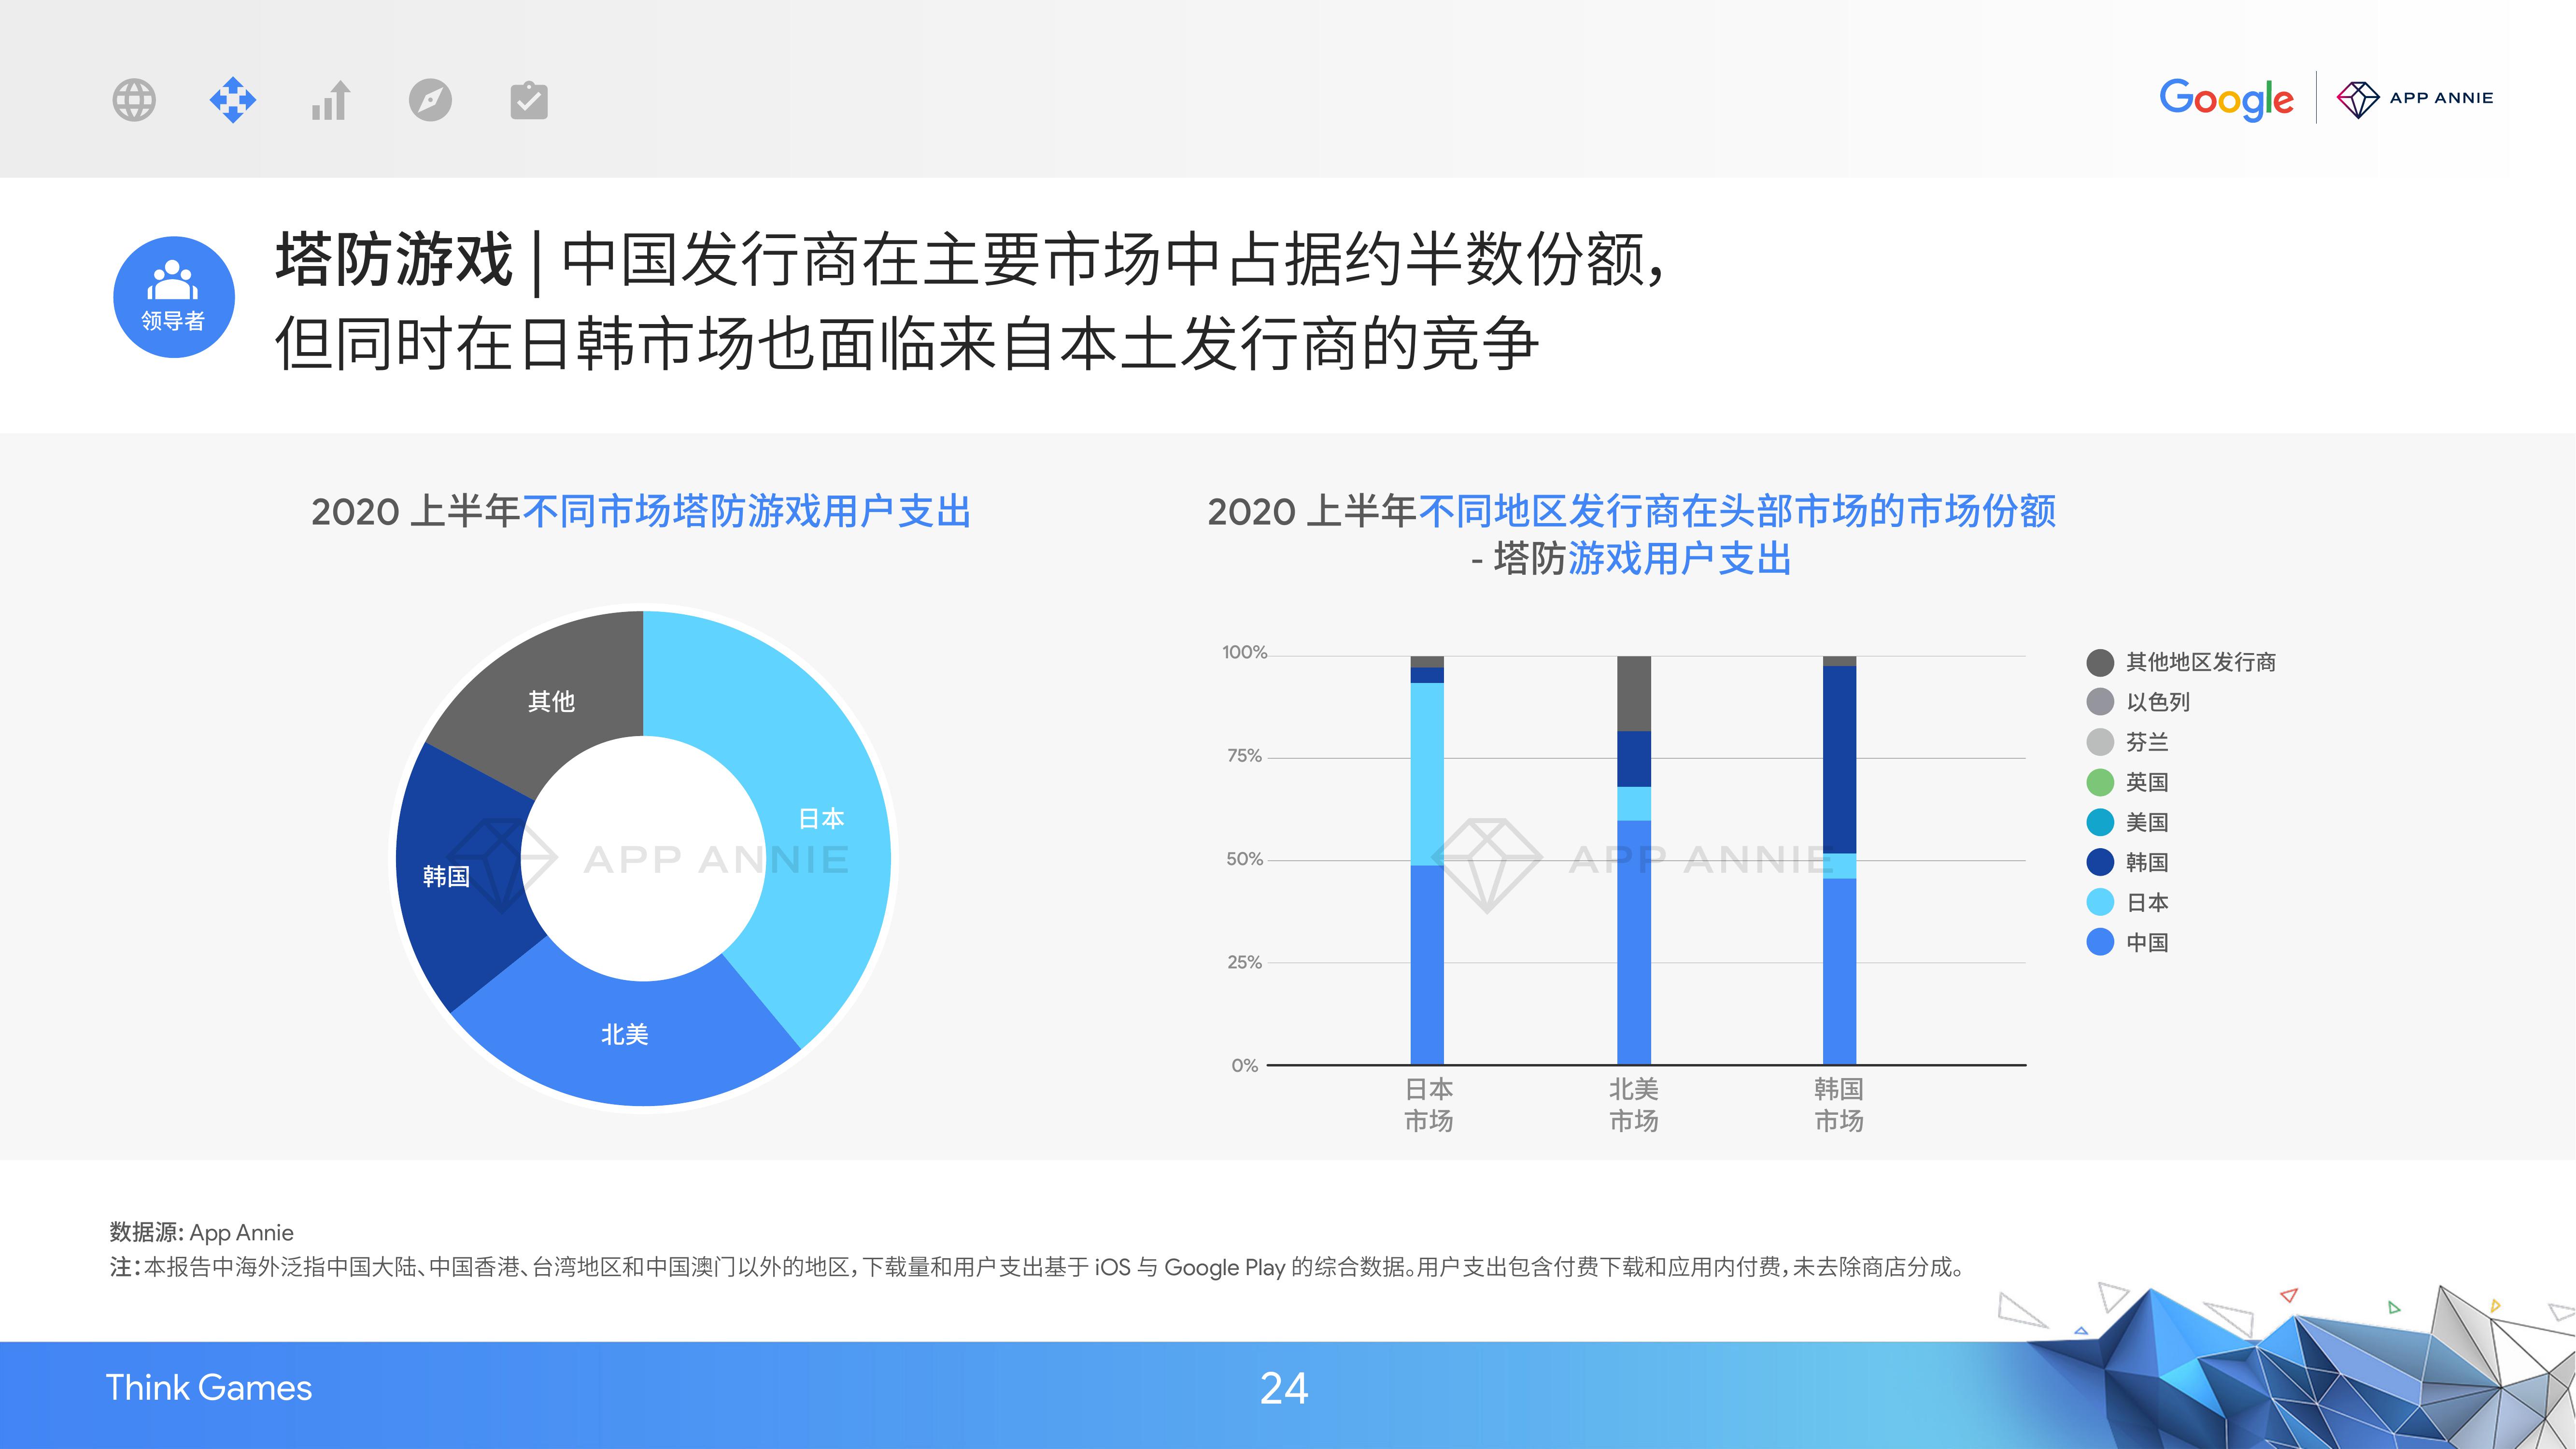 Google
APP ANNIE
领导者
塔防游戏 | 中国发行商在主要市场中占据约半数份额，
但同时在日韩市场也面临来自本土发行商的竞争
2020 上半年不同市场塔防游戏用户支出
其他
日本
韩国
北美
APP ANNIE
2020 上半年不同地区发行商在头部市场的市场份额
- 塔防游戏用户支出
100%
75%
50%
25%
0%
APP ANNIE
日本
市场
北美
市场
韩国
市场
其他地区发行商
以色列
芬兰
英国
美国
韩国
日本
中国
数据源: App Annie
注：本报告中海外泛指中国大陆、中国香港、台湾地区和中国澳门以外的地区，下载量和用户支出基于 iOS 与 Google Play 的综合数据。用户支出包含付费下载和应用内付费，未去除商店分成。
Think Games
24